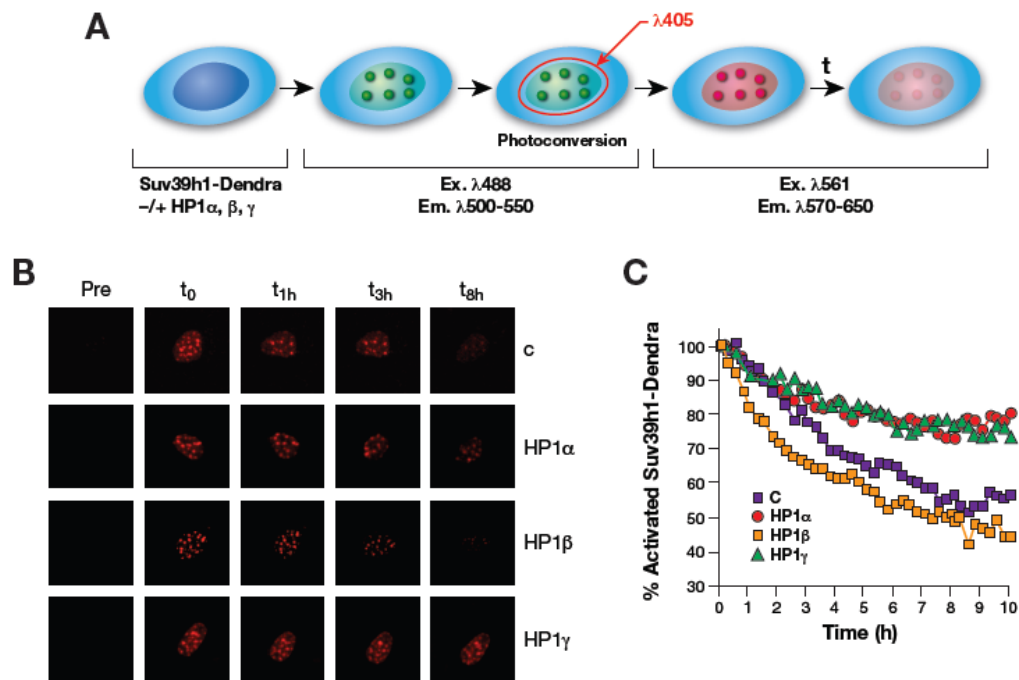 A
λ405
t
Photoconversion
Suv39h1-Dendra
–/+ HP1α, β, γ
Ex. λ488
Em. λ500-550
Ex. λ561
Em. λ570-650
B
Pre t0 t1h t3h t8h
C
HP1α
HP1β
HP1γ
C
% Activated Suv39h1-Dendra
100
90
80
70
60
50
40
30
C
HP1α
HP1β
HP1γ
0 1 2 3 4 5 6 7 8 9 10
Time (h)